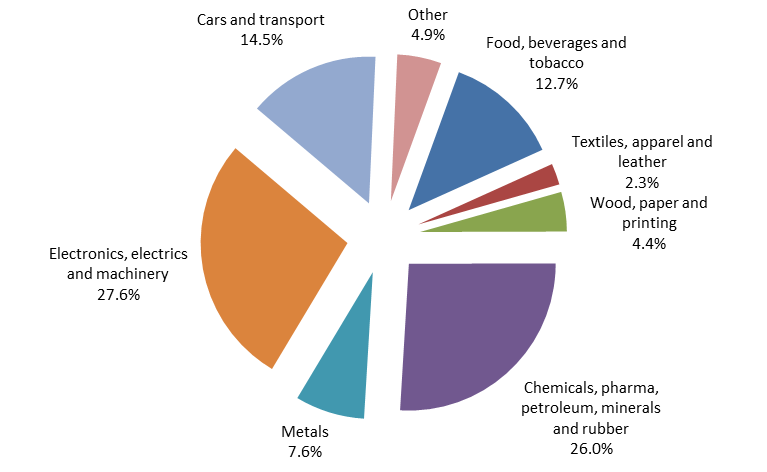 Other
4.9%
Food, beverages and
tobacco
12.7%
Textiles, apparel and
leather
2.3%
Wood, paper and
printing
4.4%
Chemicals, pharma,
petroleum, minerals
and rubber
26.0%
Metals
7.6%
Electronics, electrics
and machinery
27.6%
Cars and transport
14.5%